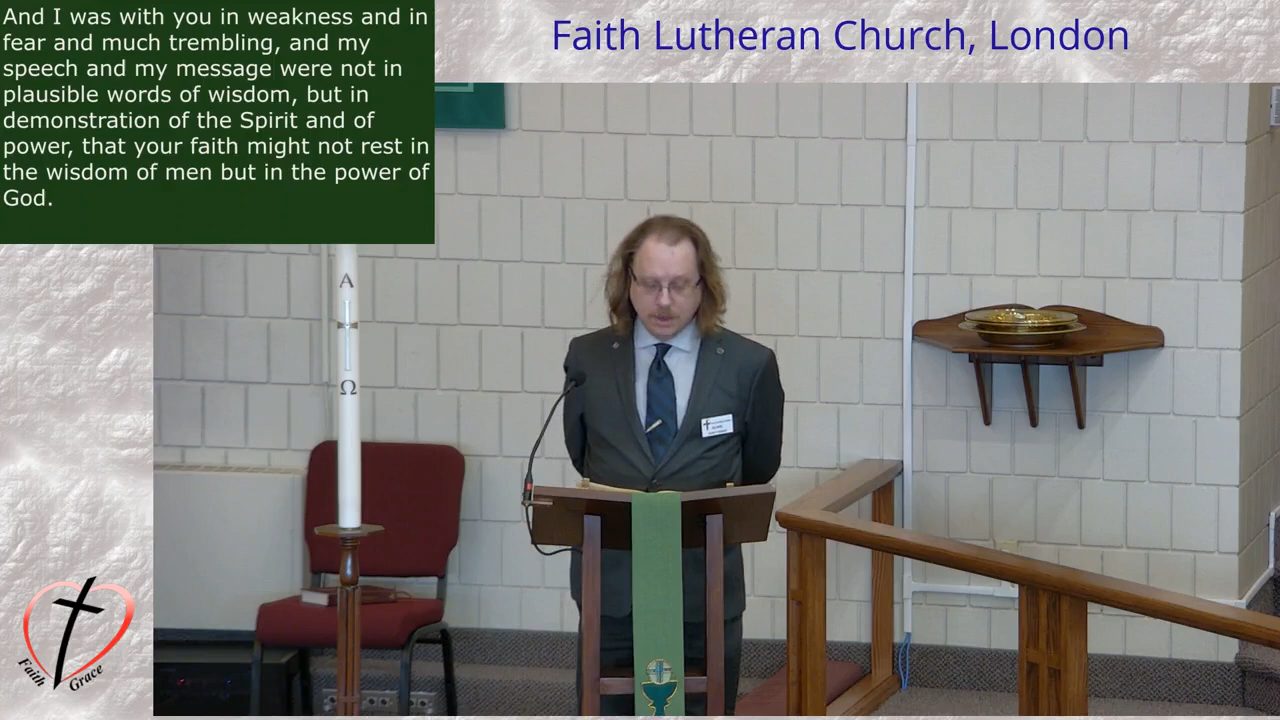 And I was with you in weakness and in
fear and much trembling, and my
speech and my message were not in
plausible words of wisdom, but in
demonstration of the Spirit and of
power, that your faith might not rest in
the wisdom of men but in the power of
God.
Faith Lutheran Church, London
Α
Ω
Faith Grace